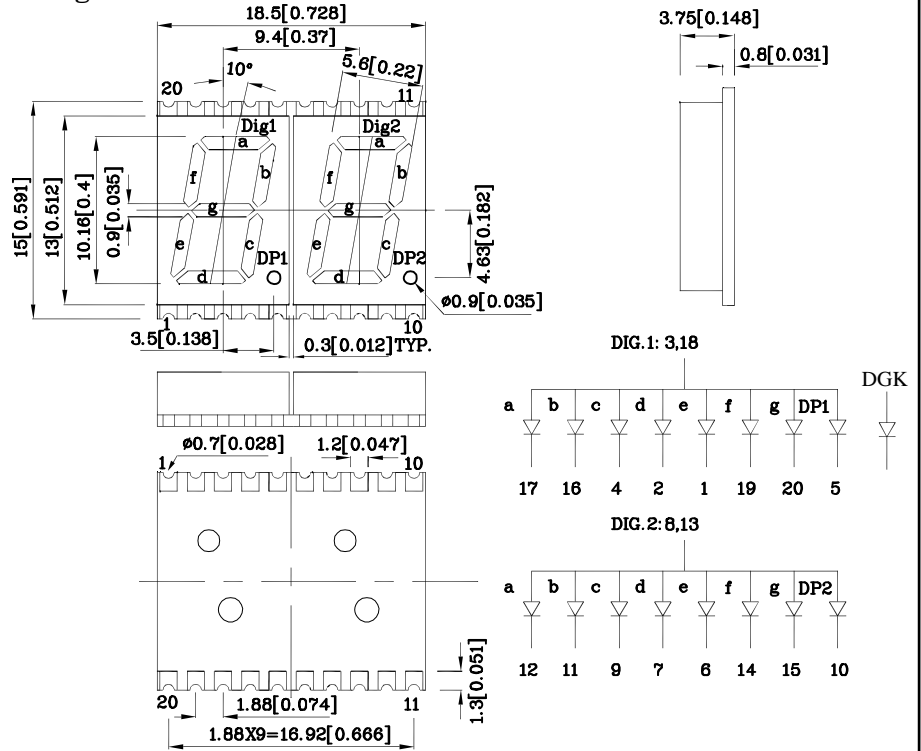 18.5[0.728]
9.4[0.37]
10°
5.6[0.22]
3.75[0.148]
0.8[0.031]
20
11
Dig1
Dig2
a
b
f
g
e
c
d
DP1
a
b
f
g
e
c
d
DP2
15[0.591]
13[0.512]
10.16[0.4]
0.9[0.035]
4.63[0.182]
ø0.9[0.035]
1
10
3.5[0.138]
0.3[0.012]TYP.
ø0.7[0.028]
1.2[0.047]
1
10
20
11
1.88[0.074]
1.88X9=16.92[0.666]
1.3[0.051]
DIG.1: 3,18
a b c d e f g DP1
17 16 4 2 1 19 20 5
DGK
DIG.2: 8,13
a b c d e f g DP2
12 11 9 7 6 14 15 10